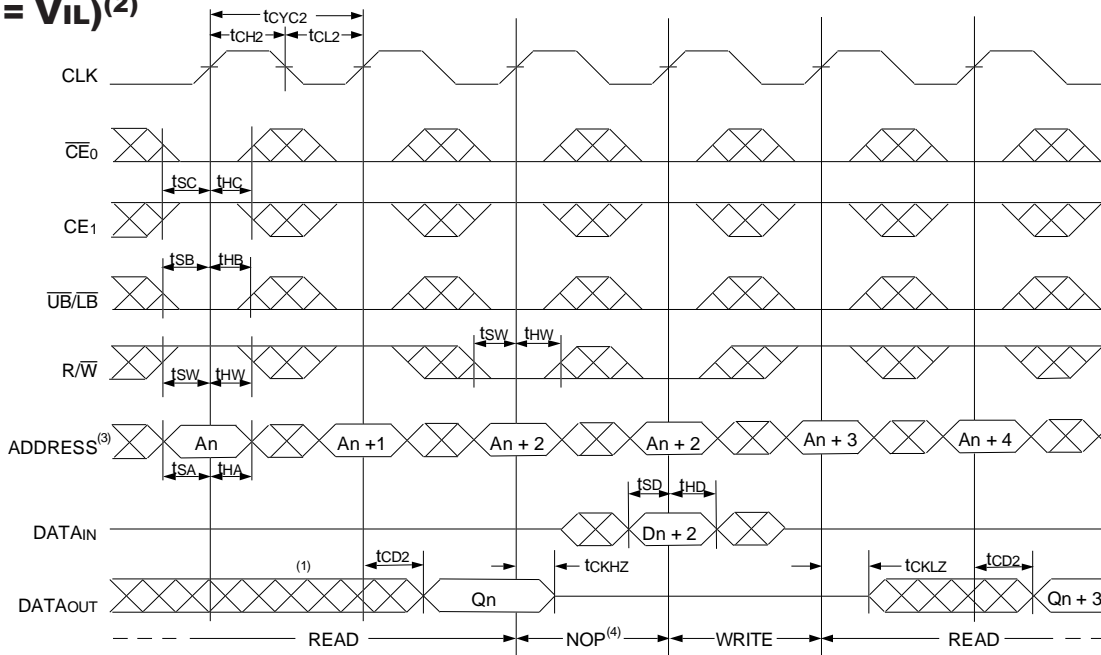 = VIL)(2)
tCYC2
tCH2 tCL2
CLK
CE0
tSC tHC
CE1
tSB tHB
UB/LB
tSW tHW
R/W
tSW tHW
ADDRESS(3) An An +1 An + 2 An + 2 An + 3 An + 4
tSA tHA
tSD tHD
DATAIN Dn + 2
(1) tCD2 tCKHZ tCKLZ tCD2
DATAOUT Qn Qn + 3
READ NOP(4) WRITE READ